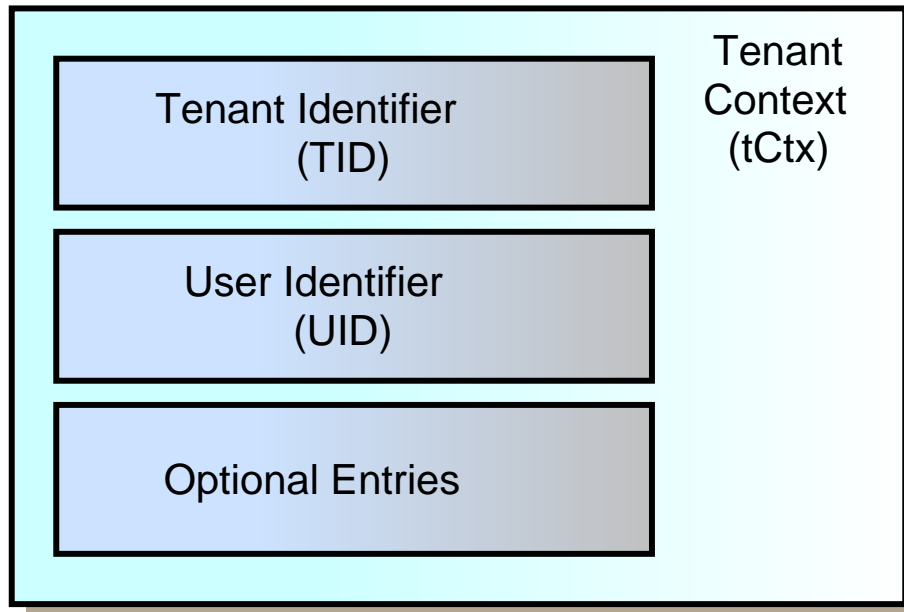 Tenant
Context
(tCtx)
Tenant Identifier
(TID)
User Identifier
(UID)
Optional Entries